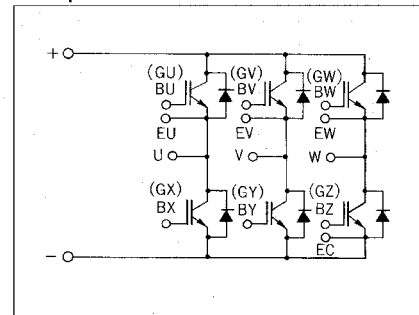 +
(GU) (GV) (GW)
BU BV BW
EU EV EW
U V W
(GX) (GY) (GZ)
BX BY BZ
EC
-